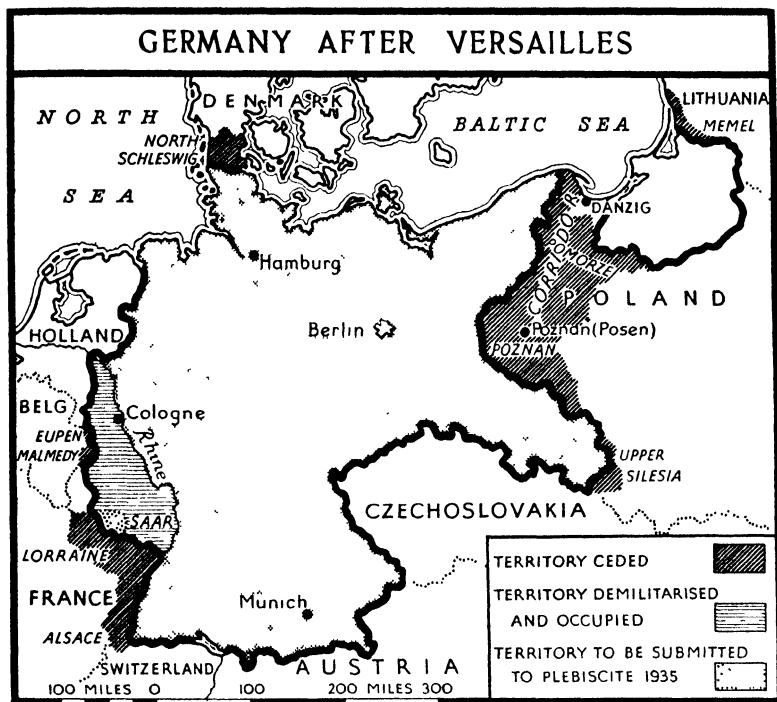 GERMANY AFTER VERSAILLES
NORTH
SEA
DENMARK
NORTH
SCHLESWIG
BALTIC SEA
LITHUANIA
MEMEL
DANZIG
CORRIDOR
POMORZE
POLAND
Poznań (Posen)
POZNAŃ
Hamburg
Berlin
HOLLAND
BELG
EUPEN
MALMEDY
Cologne
Rhine
UPPER
SILESIA
SAAR
LORRAINE
CZECHOSLOVAKIA
FRANCE
ALSACE
Munich
SWITZERLAND
AUSTRIA
100 MILES 0 100 200 MILES 300
TERRITORY CEDED
TERRITORY DEMILITARISED
AND OCCUPIED
TERRITORY TO BE SUBMITTED
TO PLEBISCITE 1935